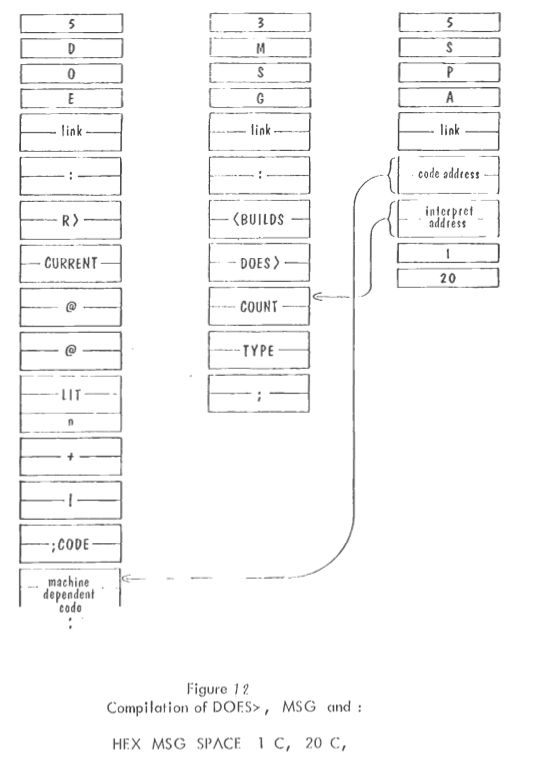 5
D
O
E
link
:
R>
CURRENT
@
@
LIT
n
+
!
;CODE
machine
dependent
code
:
3
M
S
G
link
:
<BUILDS
DOES>
COUNT
TYPE
;
5
S
P
A
link
code address
interpret
address
1
20
Figure 12
Compilation of DOES>, MSG and :
HEX MSG SPACE 1 C, 20 C,